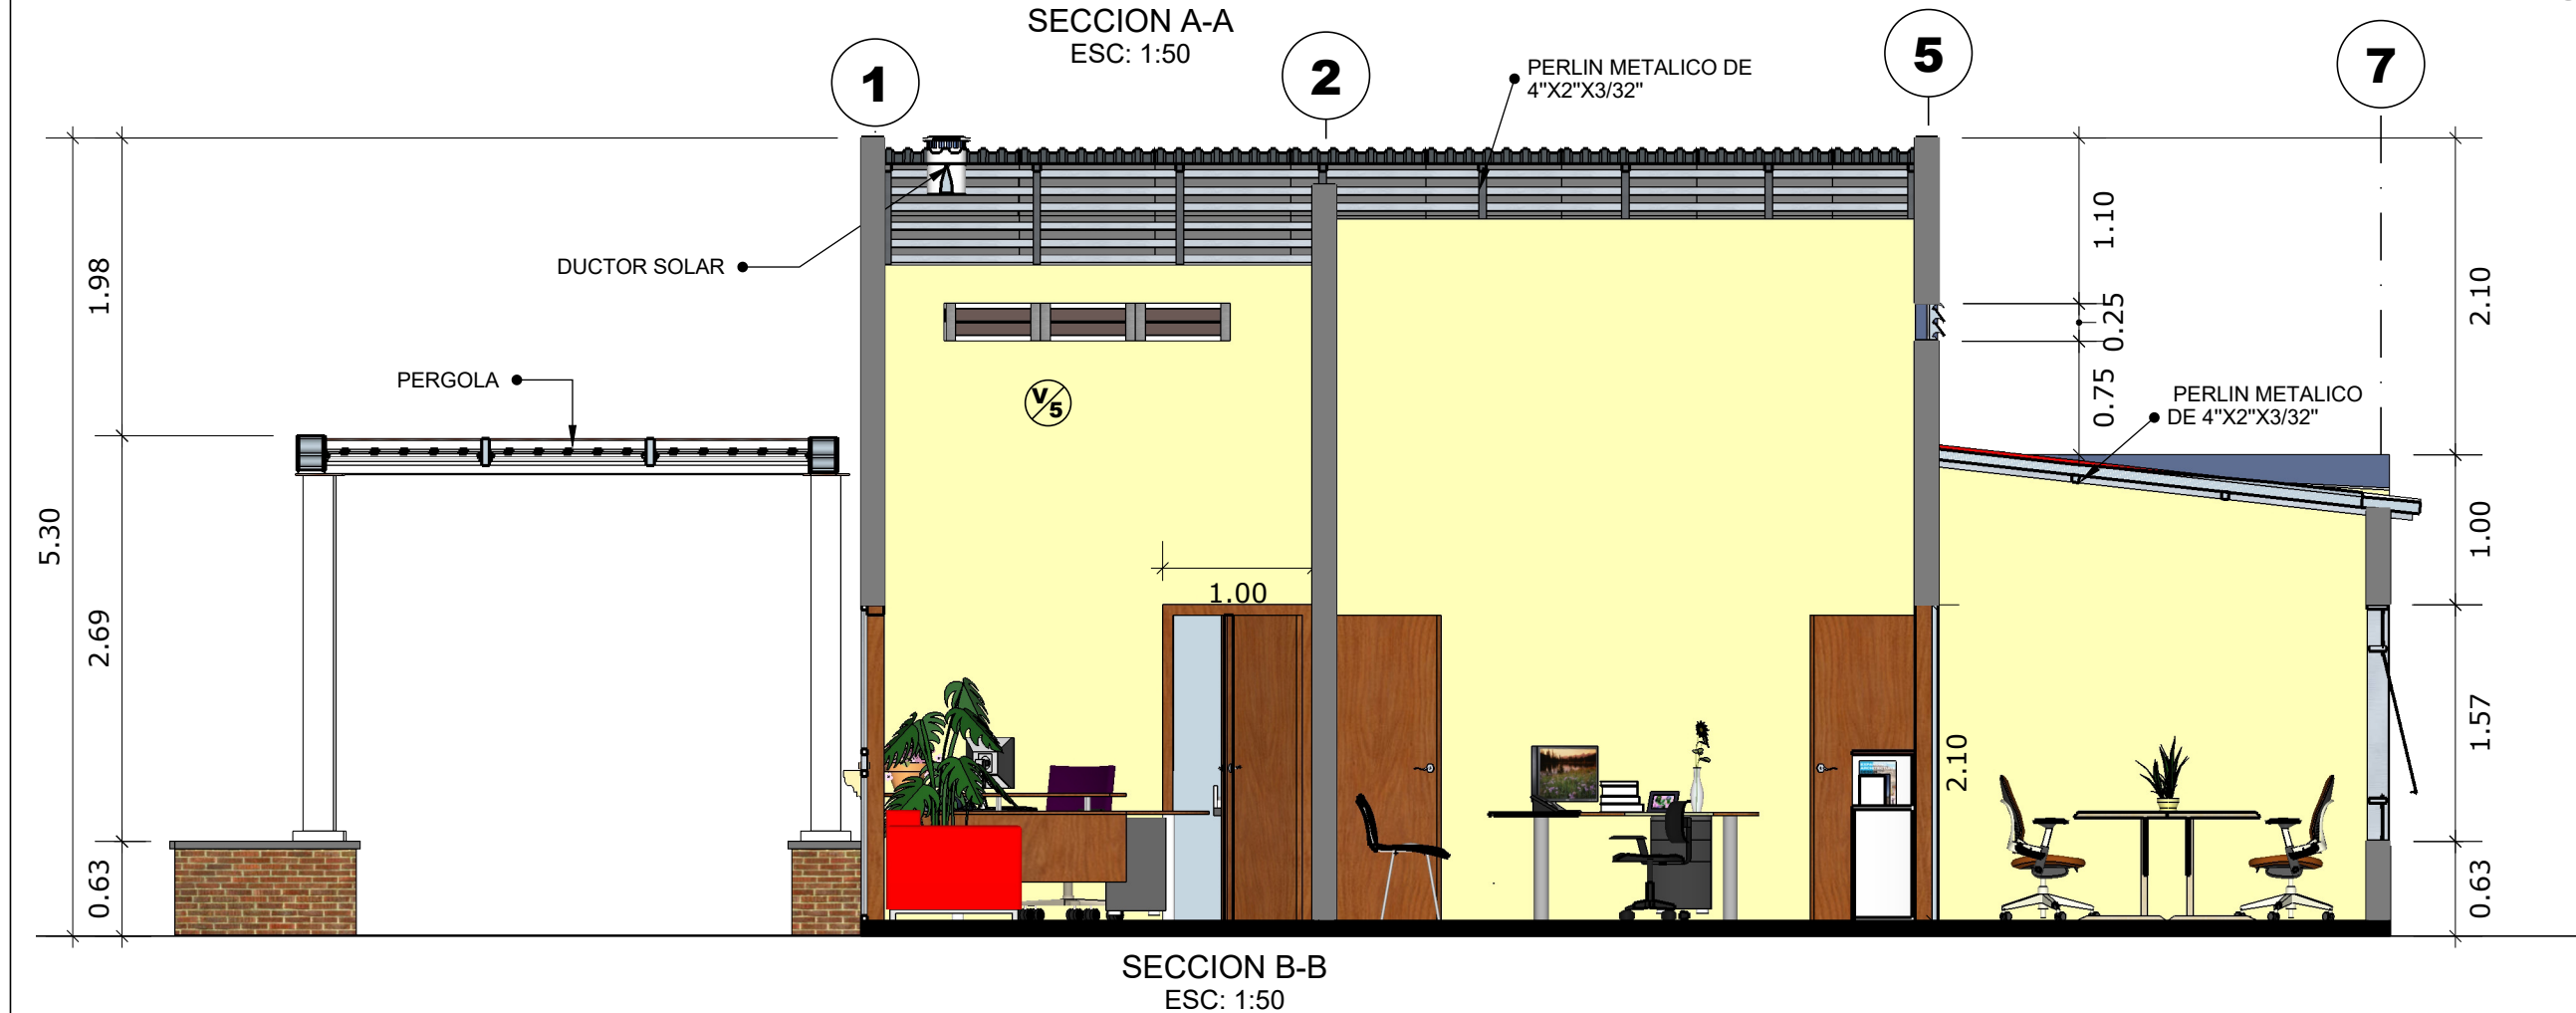 SECCION A-A
ESC: 1:50
1
2
5
7
PERLIN METALICO DE
4"X2"X3/32"
DUCTOR SOLAR
PERGOLA
V/5
PERLIN METALICO
DE 4"X2"X3/32"
5.30
1.98
2.69
0.63
1.00
2.10
1.10
0.25
0.75
2.10
1.00
1.57
0.63
SECCION B-B
ESC: 1:50